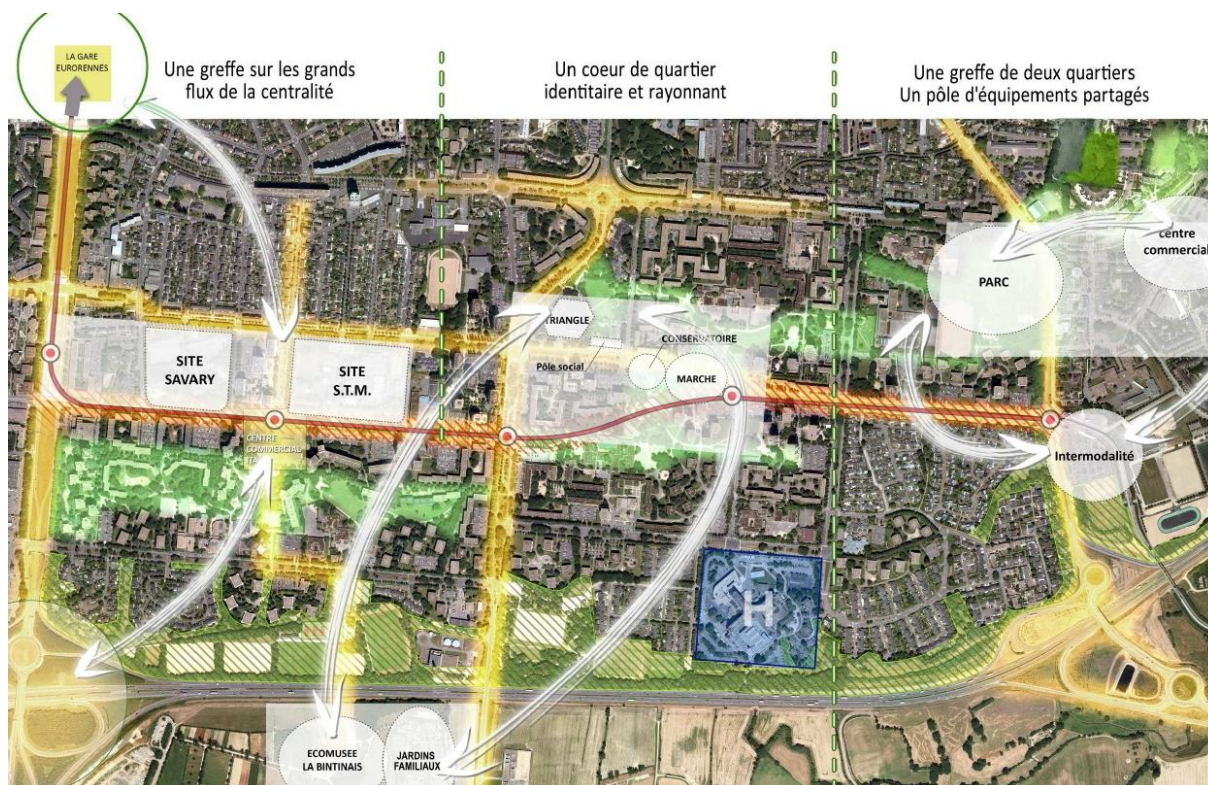 LA GARE
EURORENNES
Une greffe sur les grands
flux de la centralité
Un coeur de quartier
identitaire et rayonnant
Une greffe de deux quartiers
Un pôle d'équipements partagés
centre
commercial
PARC
TRIANGLE
CONSERVATOIRE
Pôle social
MARCHE
SITE
SAVARY
SITE
S.T.M.
CENTRE
COMMERCIAL
Intermodalité
H
ECOMUSEE
LA BINTINAIS
JARDINS
FAMILIAUX